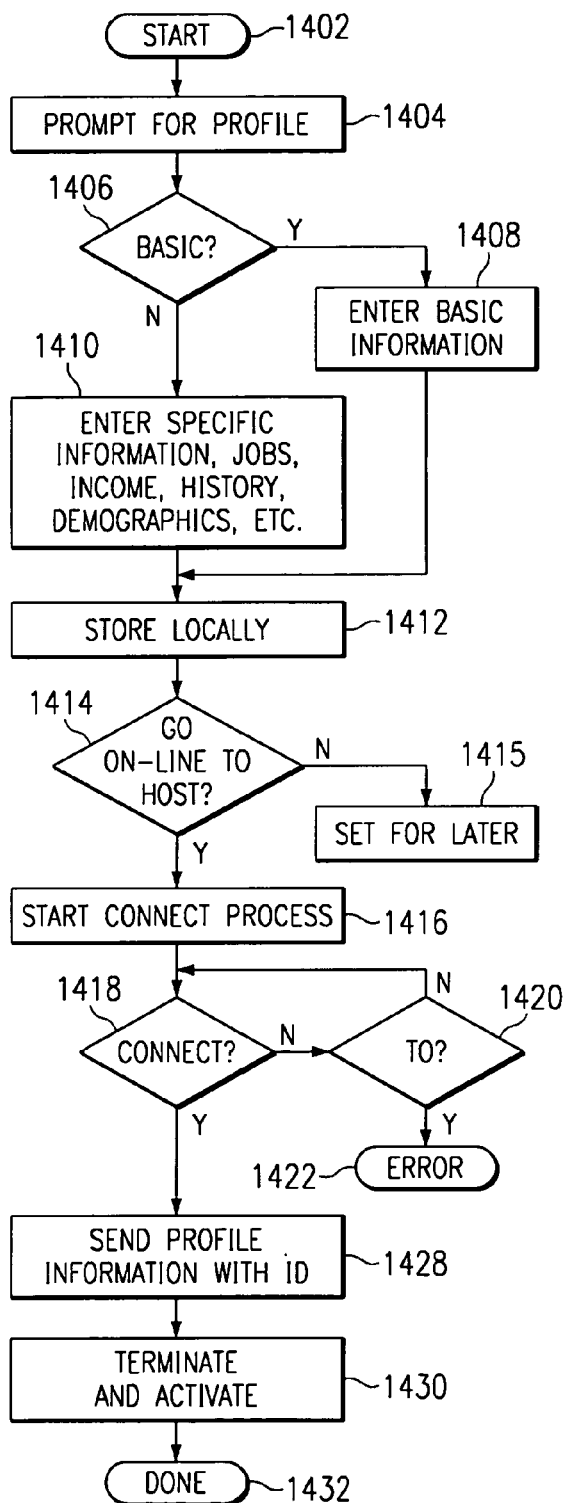 START
1402
PROMPT FOR PROFILE
1404
1406
BASIC?
Y
1408
N
ENTER BASIC
INFORMATION
1410
ENTER SPECIFIC
INFORMATION, JOBS,
INCOME, HISTORY,
DEMOGRAPHICS, ETC.
STORE LOCALLY
1412
1414
GO
ON-LINE TO
HOST?
N
1415
SET FOR LATER
Y
START CONNECT PROCESS
1416
1418
N
1420
CONNECT?
N
TO?
Y
Y
1422
ERROR
SEND PROFILE
INFORMATION WITH ID
1428
TERMINATE
AND ACTIVATE
1430
DONE
1432